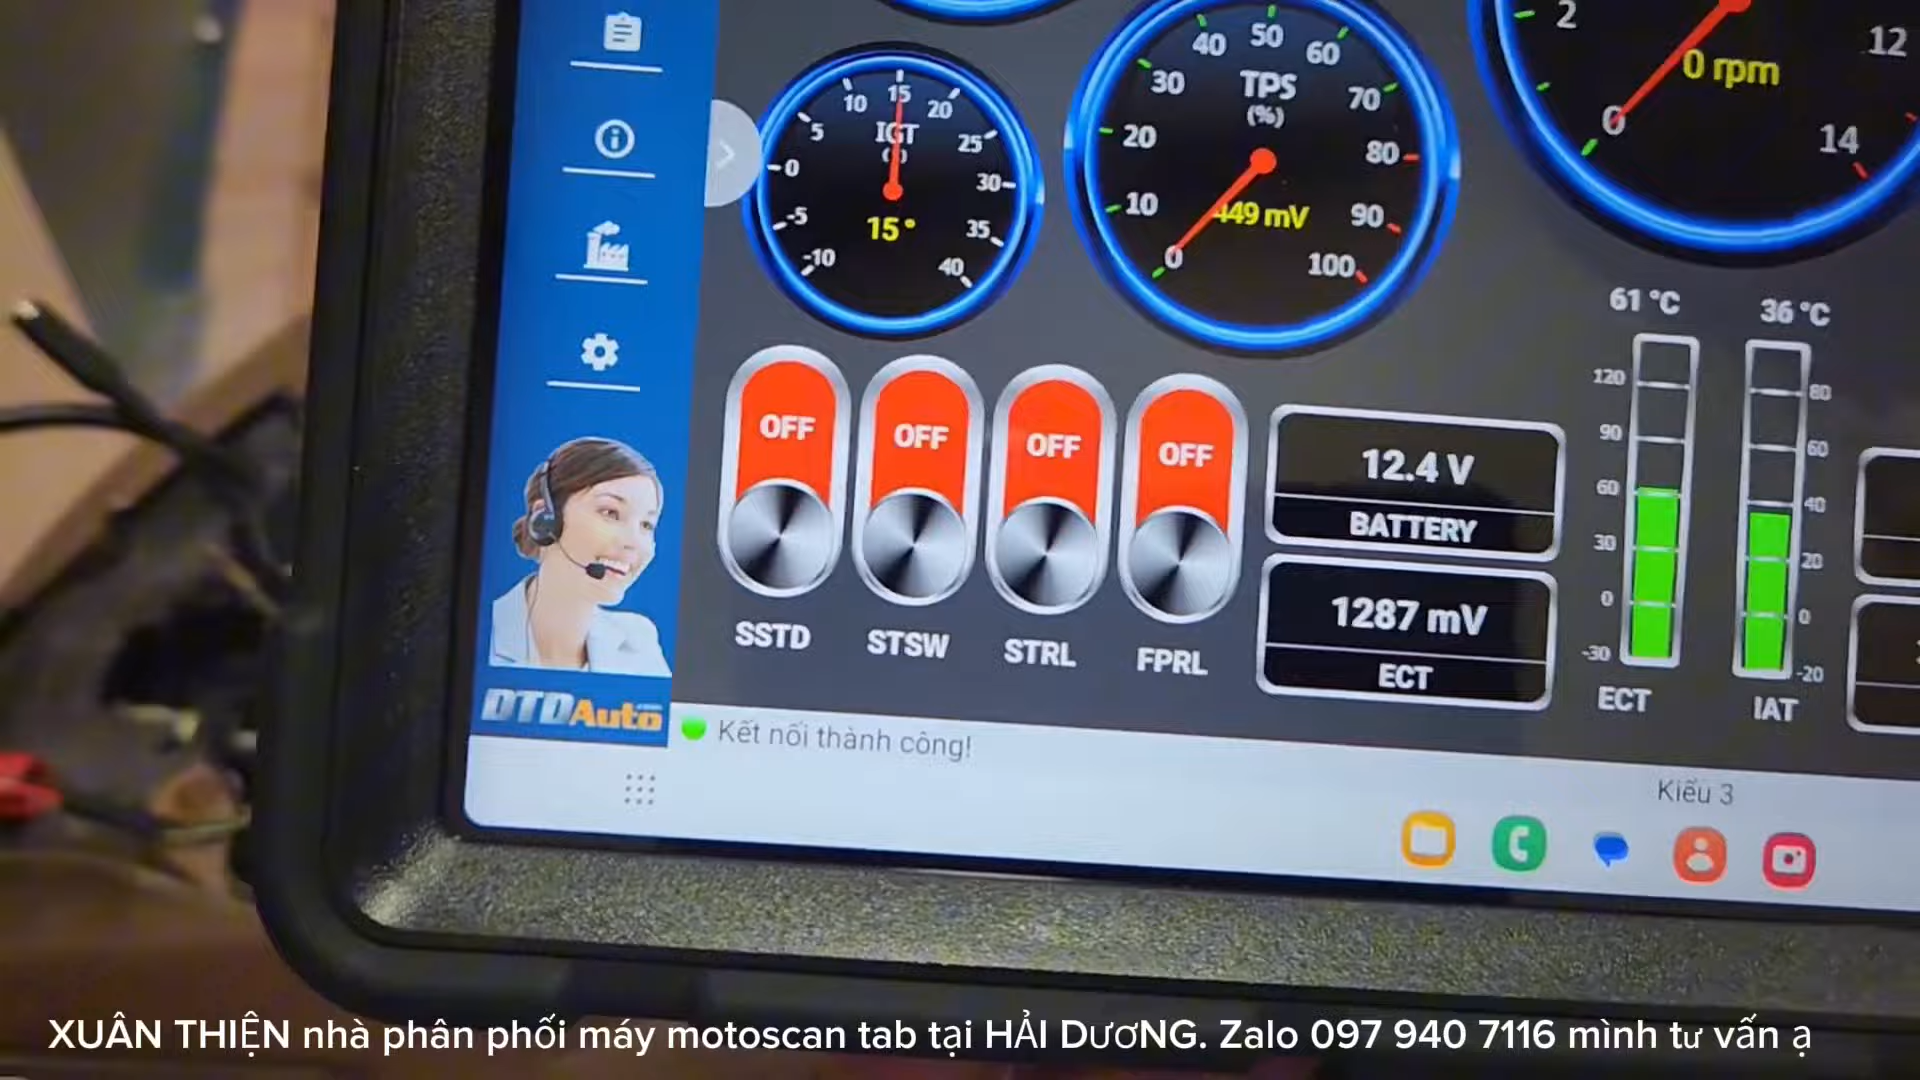 2
12
0 rpm
0
14
10
15
20
5
IGT
25
0
30
-5
15°
35
-10
40
40
50
60
30
TPS
(%)
70
20
80
10
449 mV
90
0
100
61 °C
36 °C
120
90
60
30
0
-30
ECT
80
60
40
20
0
-20
IAT
OFF
OFF
OFF
OFF
SSTD
STSW
STRL
FPRL
12.4 V
BATTERY
1287 mV
ECT
DTDAuto
Kết nối thành công!
Kiểu 3
XUÂN THIỆN nhà phân phối máy motoscan tab tại HẢI DươNG. Zalo 097 940 7116 mình tư vấn ạ